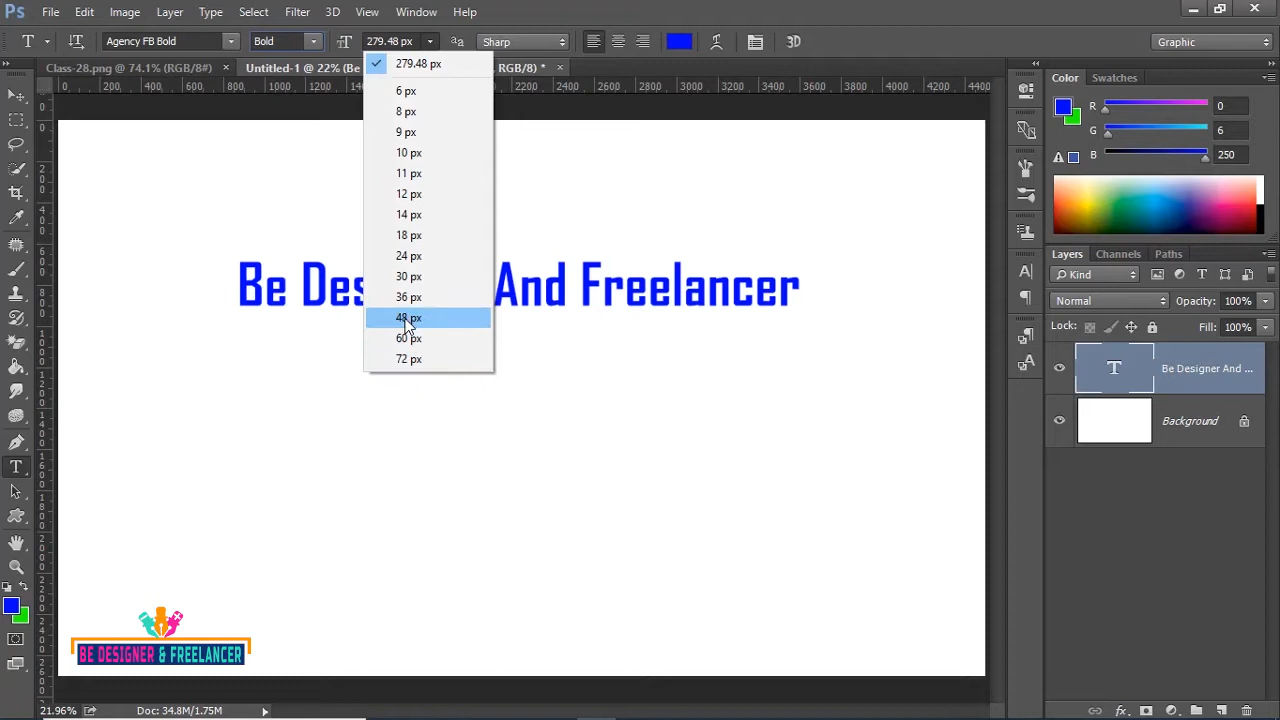 Ps File Edit Image Layer Type Select Filter 3D View Window Help
T Agency FB Bold Bold 279.48 px Sharp 3D Graphic
Class-28.png @ 74.1% (RGB/8#) × Untitled-1 @ 22% (Be RGB/8) * ×
279.48 px
6 px
8 px
9 px
10 px
11 px
12 px
14 px
18 px
24 px
30 px
36 px
48 px
60 px
72 px
Be Des And Freelancer
BE DESIGNER & FREELANCER
Color Swatches
R 0
G 6
B 250
Layers Channels Paths
Kind
Normal Opacity: 100%
Lock: Fill: 100%
T Be Designer And ...
Background
21.96% Doc: 34.8M/1.75M